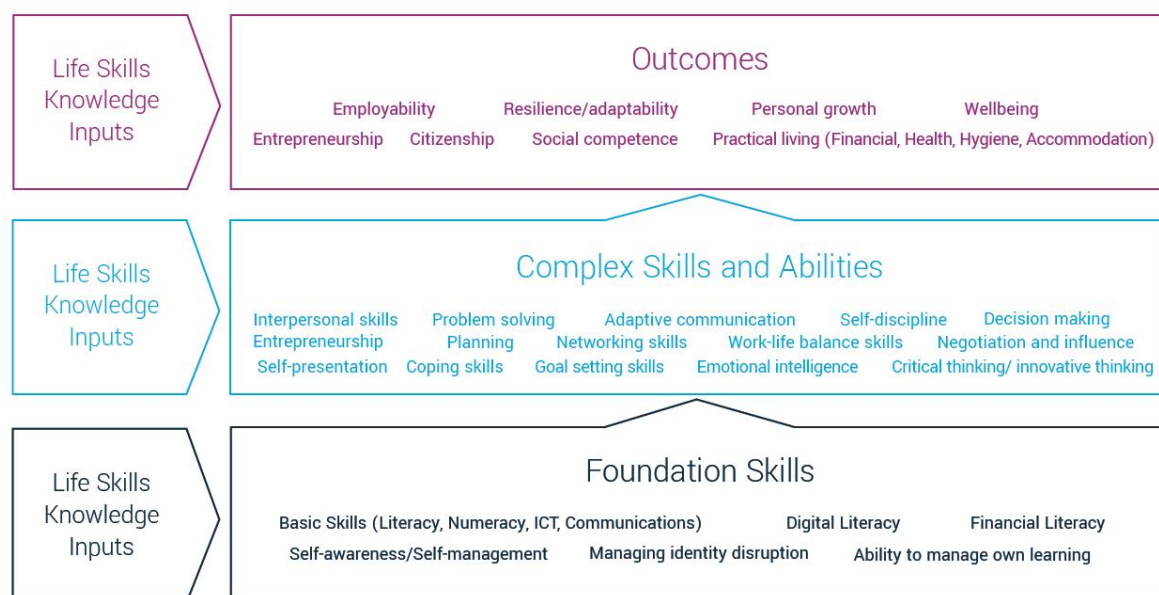 Life Skills
Knowledge
Inputs
Outcomes
Employability Resilience/adaptability Personal growth Wellbeing
Entrepreneurship Citizenship Social competence Practical living (Financial, Health, Hygiene, Accommodation)
Life Skills
Knowledge
Inputs
Complex Skills and Abilities
Interpersonal skills Problem solving Adaptive communication Self-discipline Decision making
Entrepreneurship Planning Networking skills Work-life balance skills Negotiation and influence
Self-presentation Coping skills Goal setting skills Emotional intelligence Critical thinking/ innovative thinking
Life Skills
Knowledge
Inputs
Foundation Skills
Basic Skills (Literacy, Numeracy, ICT, Communications) Digital Literacy Financial Literacy
Self-awareness/Self-management Managing identity disruption Ability to manage own learning